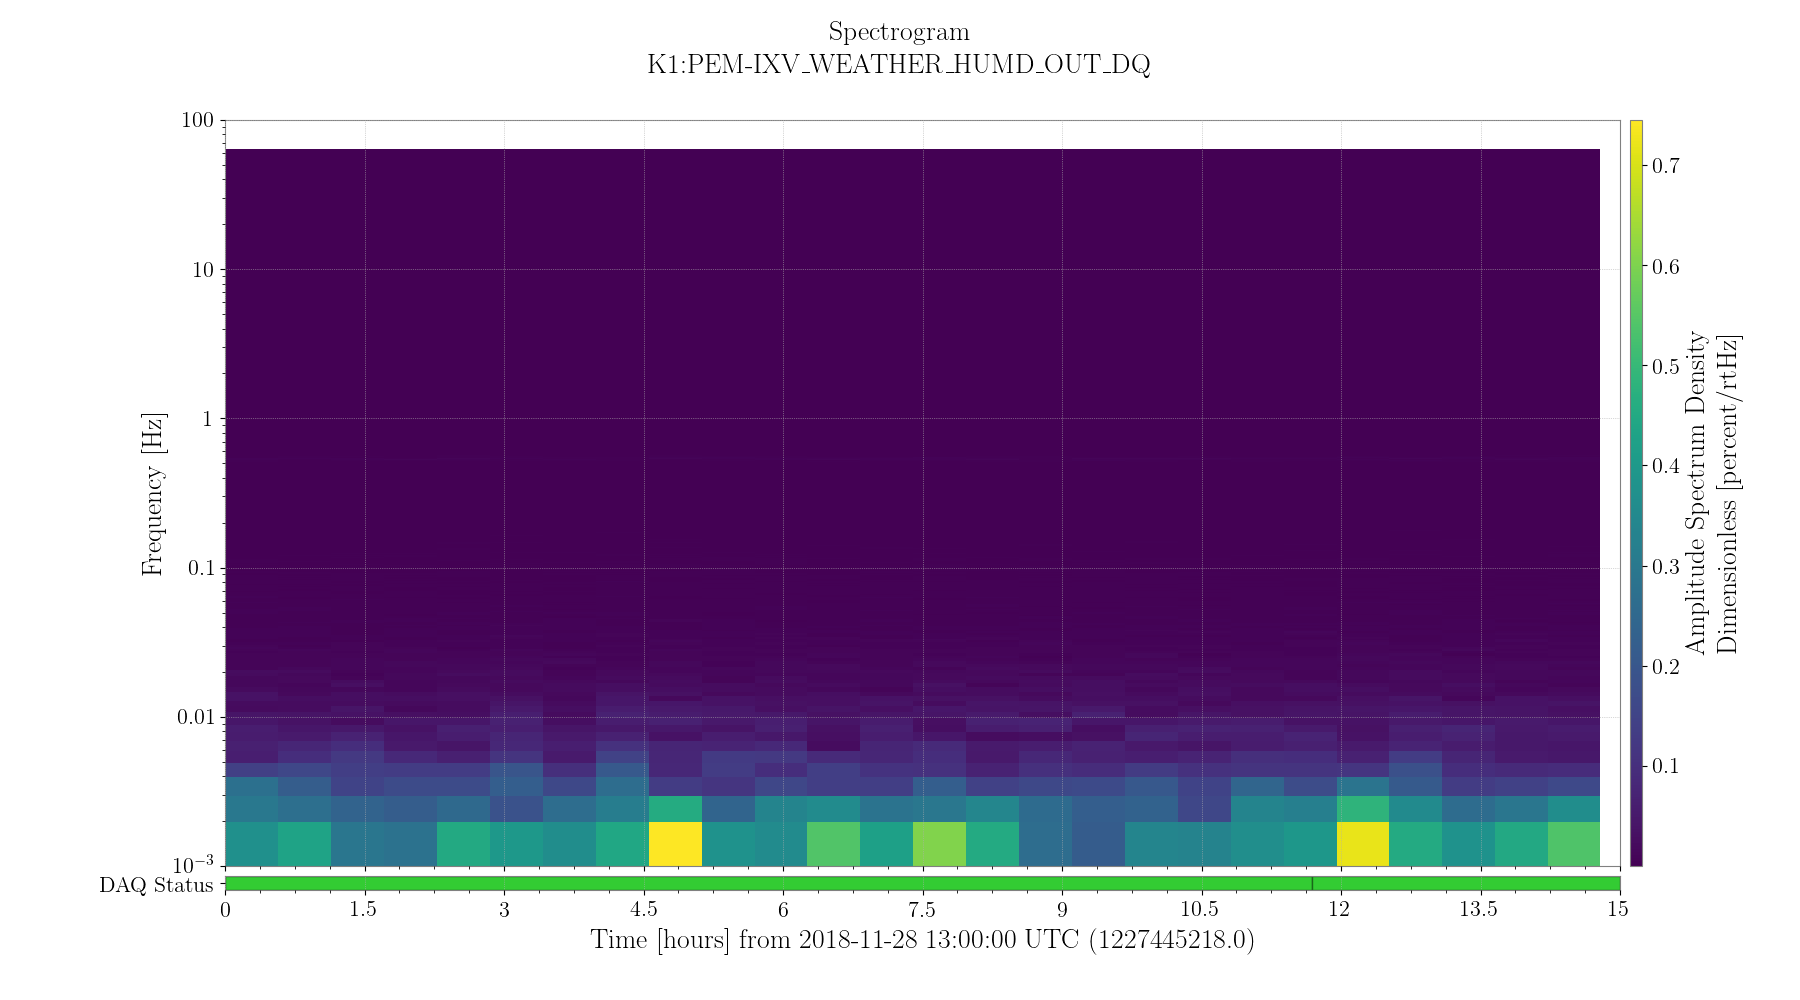 Spectrogram
K1:PEM-IXV_WEATHER_HUMD_OUT_DQ
100
10
1
0.1
0.01
10⁻³
Frequency [Hz]
0.7
0.6
0.5
0.4
0.3
0.2
0.1
Amplitude Spectrum Density
Dimensionless [percent/rtHz]
DAQ Status
0 1.5 3 4.5 6 7.5 9 10.5 12 13.5 15
Time [hours] from 2018-11-28 13:00:00 UTC (1227445218.0)